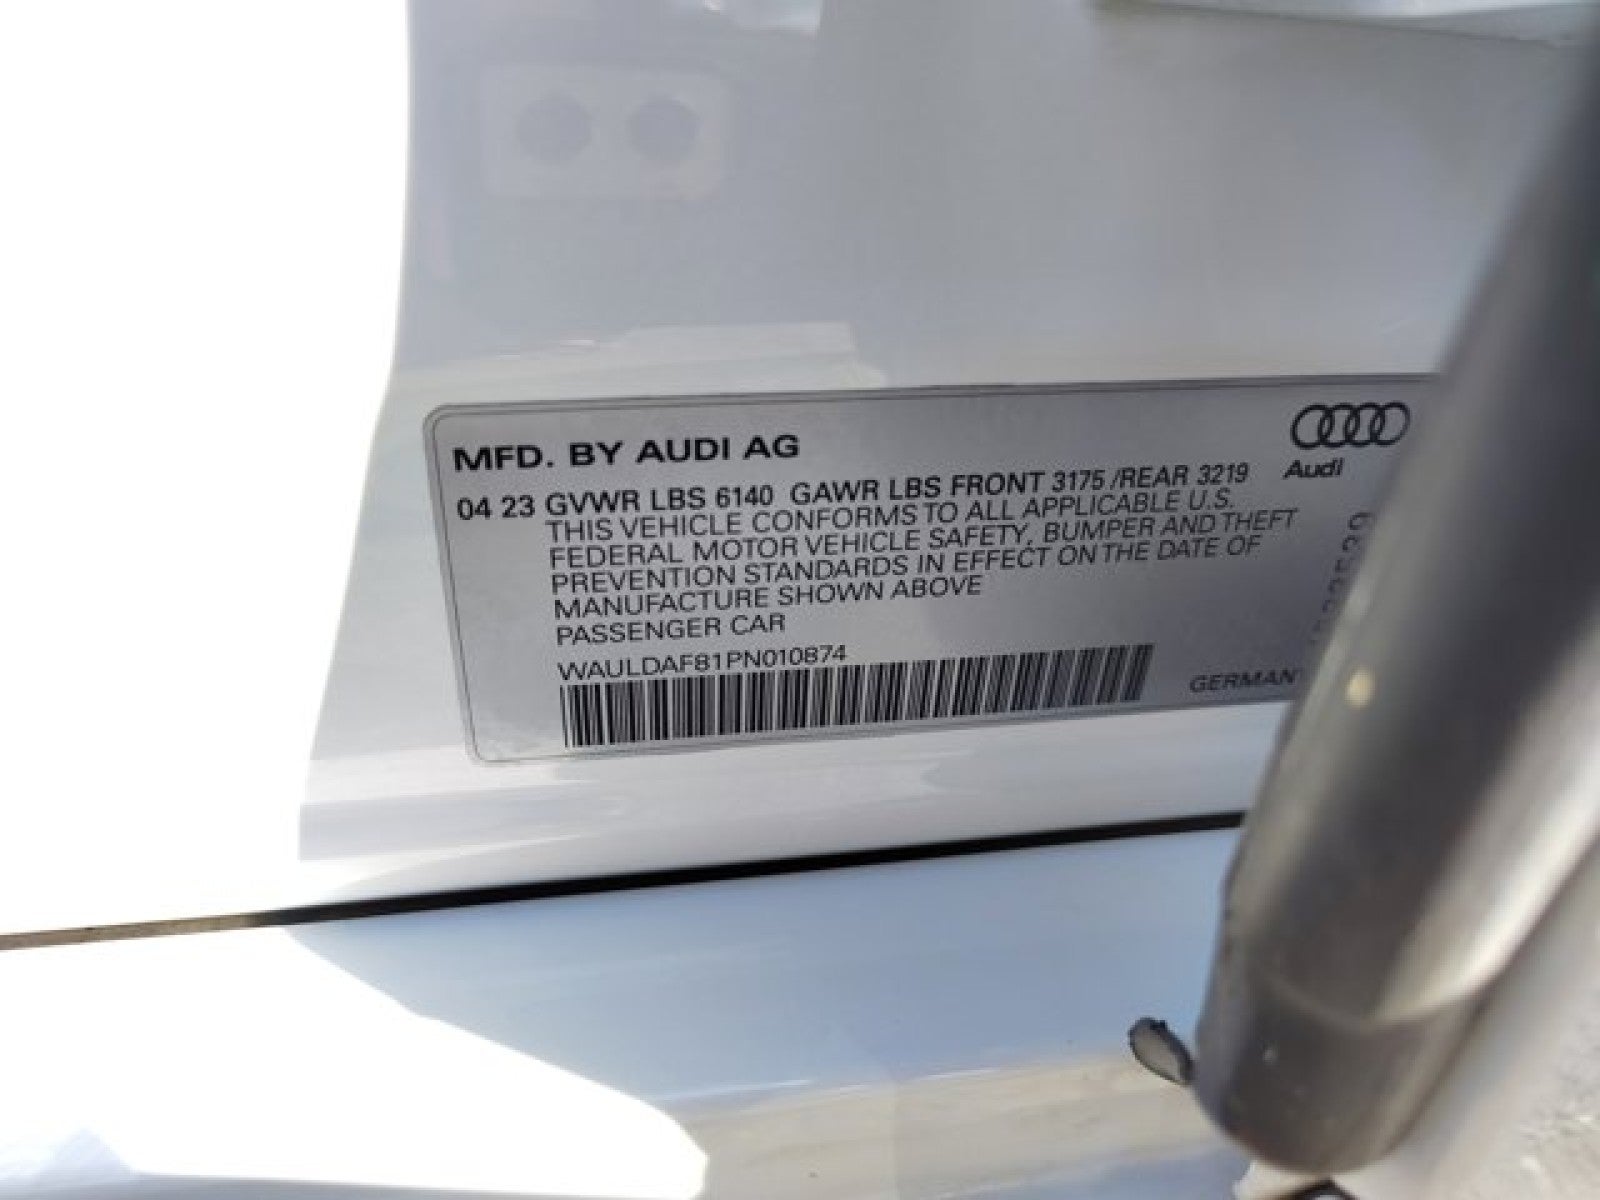 MFD. BY AUDI AG
Audi
04 23 GVWR LBS 6140 GAWR LBS FRONT 3175 /REAR 3219
THIS VEHICLE CONFORMS TO ALL APPLICABLE U.S.
FEDERAL MOTOR VEHICLE SAFETY, BUMPER AND THEFT
PREVENTION STANDARDS IN EFFECT ON THE DATE OF
MANUFACTURE SHOWN ABOVE
PASSENGER CAR
WAULDAF81PN010874